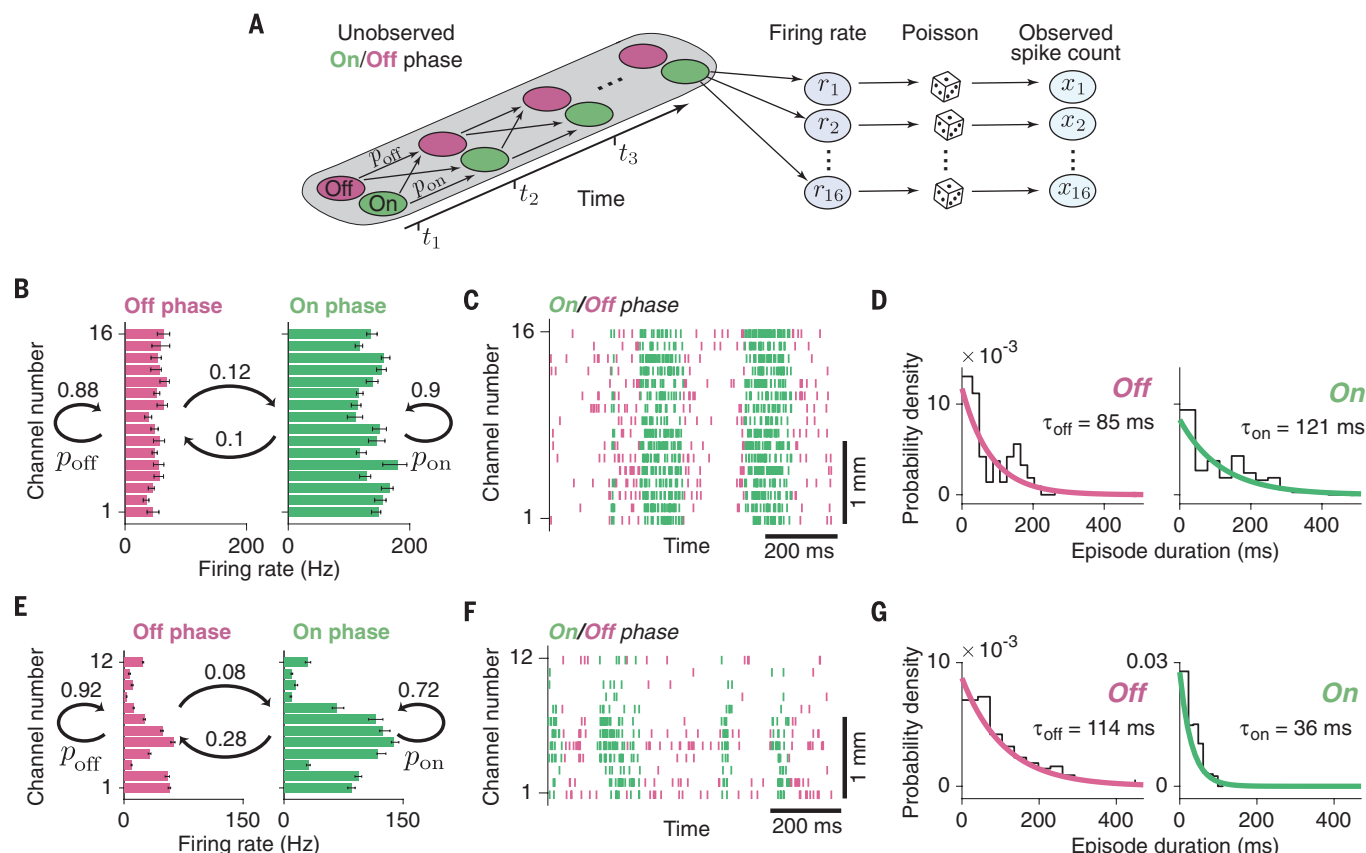 A
Unobserved
On/Off phase
Firing rate
Poisson
Observed
spike count
Off
On
p_off
p_on
t_1
t_2
t_3
Time
r_1
r_2
r_16
x_1
x_2
x_16
B
Off phase
On phase
Channel number
16
1
0.88
p_off
0.12
0.1
0.9
p_on
0
200
0
200
Firing rate (Hz)
C
On/Off phase
Channel number
16
1
1 mm
Time
200 ms
D
Probability density
× 10⁻³
10
0
Off
τ_off = 85 ms
On
τ_on = 121 ms
0
200
400
0
200
400
Episode duration (ms)
E
Off phase
On phase
Channel number
12
1
0.92
p_off
0.08
0.28
0.72
p_on
0
150
0
150
Firing rate (Hz)
F
On/Off phase
Channel number
12
1
1 mm
Time
200 ms
G
Probability density
× 10⁻³
10
0
Off
τ_off = 114 ms
0.03
0
On
τ_on = 36 ms
0
200
400
0
200
400
Episode duration (ms)